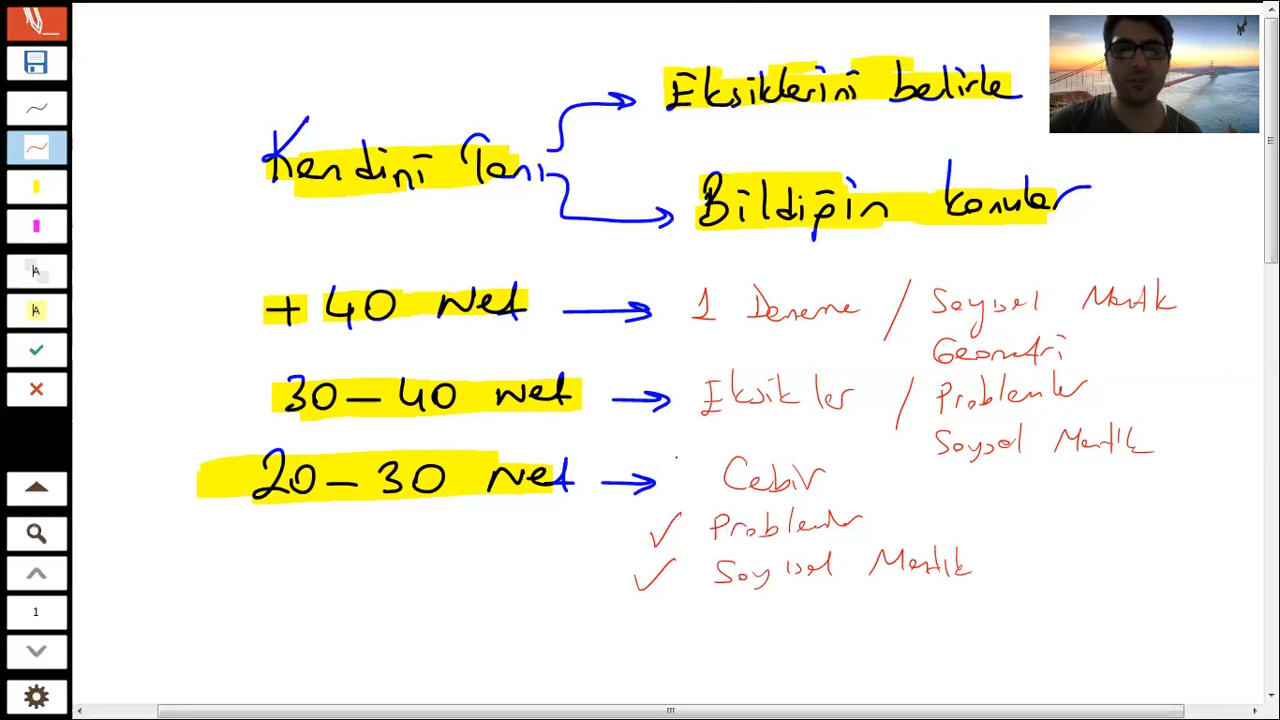 Eksiklerini belirle
Kendini Tanı
Bildiğin konular
+ 40 Net → 1 Deneme / Sayısal Mantık
Geometri
30 – 40 net → Eksikler / Problemler
Sayısal Mantık
20 – 30 Net → Cebir
✓ Problemler
✓ Sayısal Mantık
1